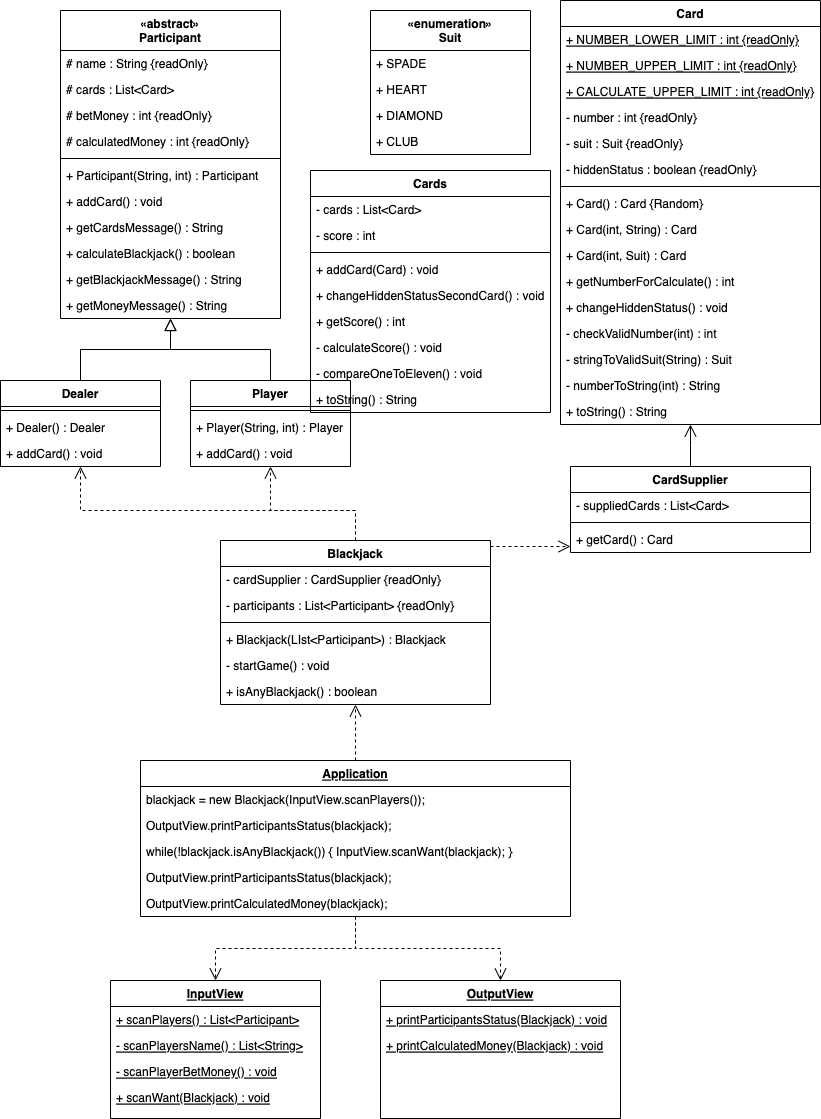 «abstract»
Participant
# name : String {readOnly}
# cards : List<Card>
# betMoney : int {readOnly}
# calculatedMoney : int {readOnly}
+ Participant(String, int) : Participant
+ addCard() : void
+ getCardsMessage() : String
+ calculateBlackjack() : boolean
+ getBlackjackMessage() : String
+ getMoneyMessage() : String
«enumeration»
Suit
+ SPADE
+ HEART
+ DIAMOND
+ CLUB
Card
+ NUMBER_LOWER_LIMIT : int {readOnly}
+ NUMBER_UPPER_LIMIT : int {readOnly}
+ CALCULATE_UPPER_LIMIT : int {readOnly}
- number : int {readOnly}
- suit : Suit {readOnly}
- hiddenStatus : boolean {readOnly}
+ Card() : Card {Random}
+ Card(int, String) : Card
+ Card(int, Suit) : Card
+ getNumberForCalculate() : int
+ changeHiddenStatus() : void
- checkValidNumber(int) : int
- stringToValidSuit(String) : Suit
- numberToString(int) : String
+ toString() : String
Cards
- cards : List<Card>
- score : int
+ addCard(Card) : void
+ changeHiddenStatusSecondCard() : void
+ getScore() : int
- calculateScore() : void
- compareOneToEleven() : void
+ toString() : String
Dealer
+ Dealer() : Dealer
+ addCard() : void
Player
+ Player(String, int) : Player
+ addCard() : void
CardSupplier
- suppliedCards : List<Card>
+ getCard() : Card
Blackjack
- cardSupplier : CardSupplier {readOnly}
- participants : List<Participant> {readOnly}
+ Blackjack(LIst<Participant>) : Blackjack
- startGame() : void
+ isAnyBlackjack() : boolean
Application
blackjack = new Blackjack(InputView.scanPlayers());
OutputView.printParticipantsStatus(blackjack);
while(!blackjack.isAnyBlackjack()) { InputView.scanWant(blackjack); }
OutputView.printParticipantsStatus(blackjack);
OutputView.printCalculatedMoney(blackjack);
InputView
+ scanPlayers() : List<Participant>
- scanPlayersName() : List<String>
- scanPlayerBetMoney() : void
+ scanWant(Blackjack) : void
OutputView
+ printParticipantsStatus(Blackjack) : void
+ printCalculatedMoney(Blackjack) : void